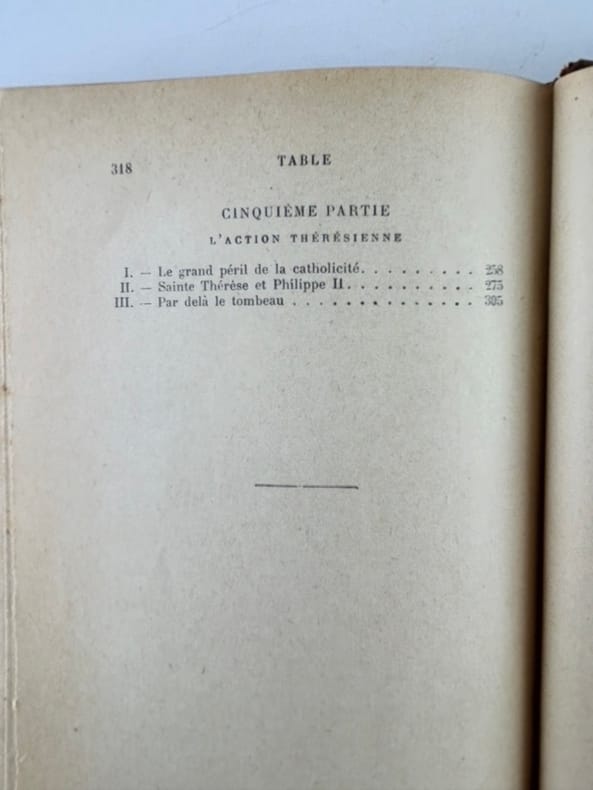 318
TABLE
CINQUIÈME PARTIE
L'ACTION THÉRÉSIENNE
I. — Le grand péril de la catholicité. . . . . . . . . . 258
II. — Sainte Thérèse et Philippe II. . . . . . . . . . . 275
III. — Par delà le tombeau . . . . . . . . . . . . . . 305